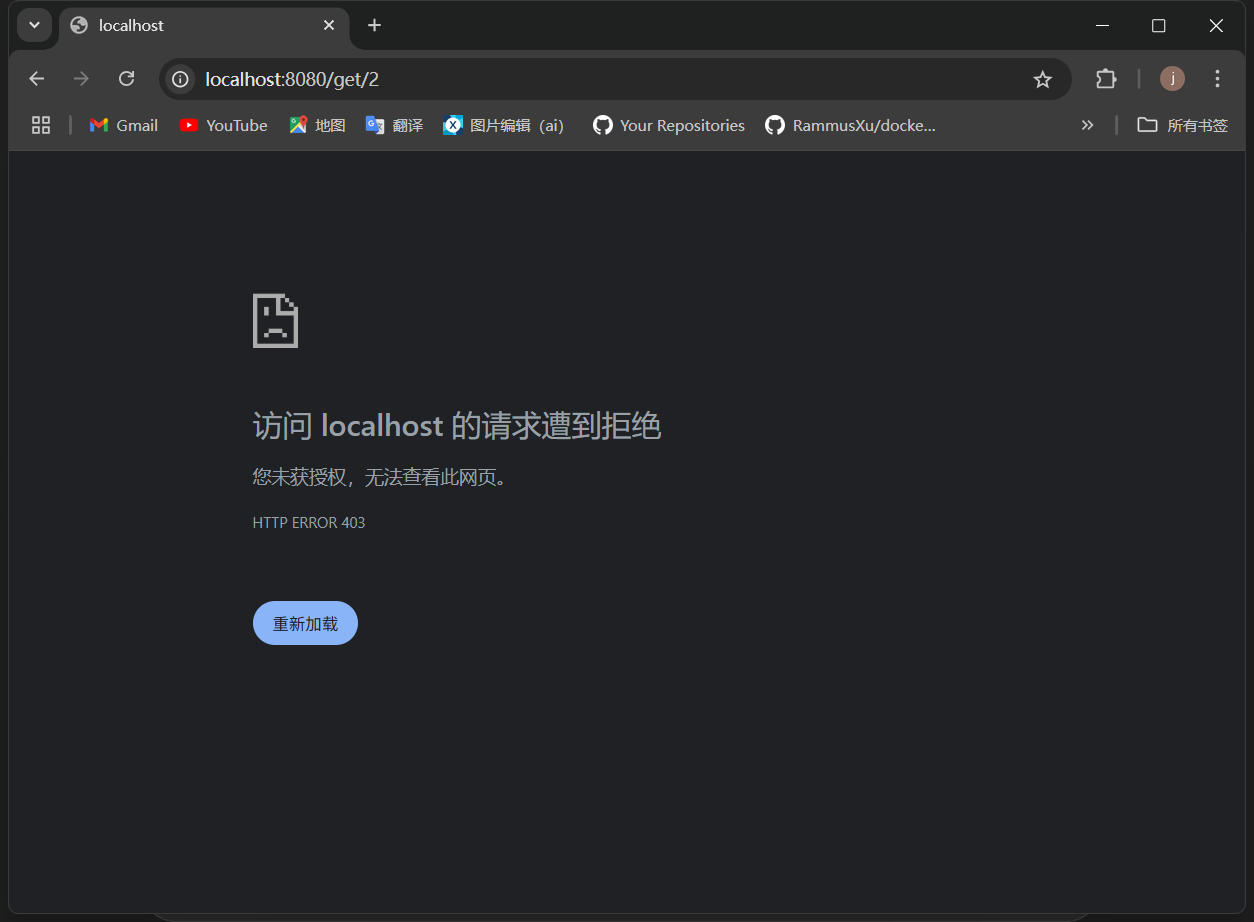 localhost
localhost:8080/get/2
j
Gmail
YouTube
地图
翻译
图片编辑（ai）
Your Repositories
RammusXu/docke...
所有书签
访问 localhost 的请求遭到拒绝
您未获授权，无法查看此网页。
HTTP ERROR 403
重新加载